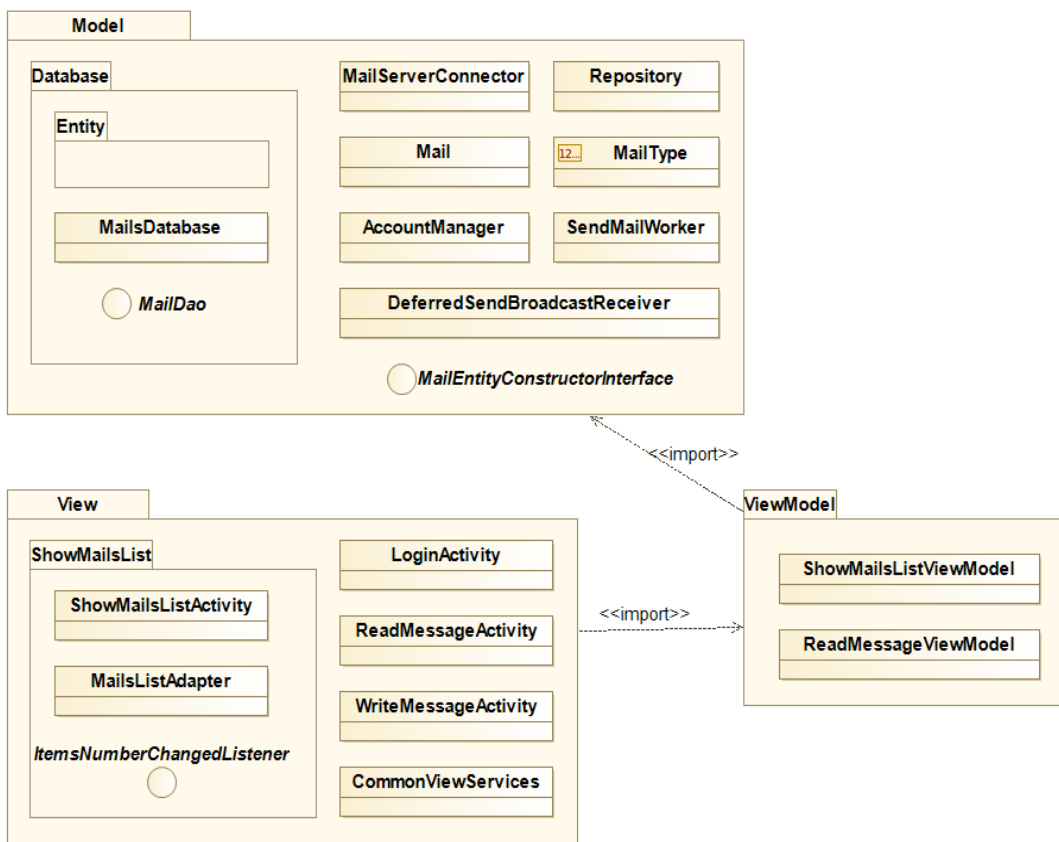 Model
Database
Entity
MailsDatabase
MailDao
MailServerConnector
Repository
Mail
12...
MailType
AccountManager
SendMailWorker
DeferredSendBroadcastReceiver
MailEntityConstructorInterface
<<import>>
View
ShowMailsList
ShowMailsListActivity
MailsListAdapter
ItemsNumberChangedListener
LoginActivity
ReadMessageActivity
WriteMessageActivity
CommonViewServices
<<import>>
ViewModel
ShowMailsListViewModel
ReadMessageViewModel